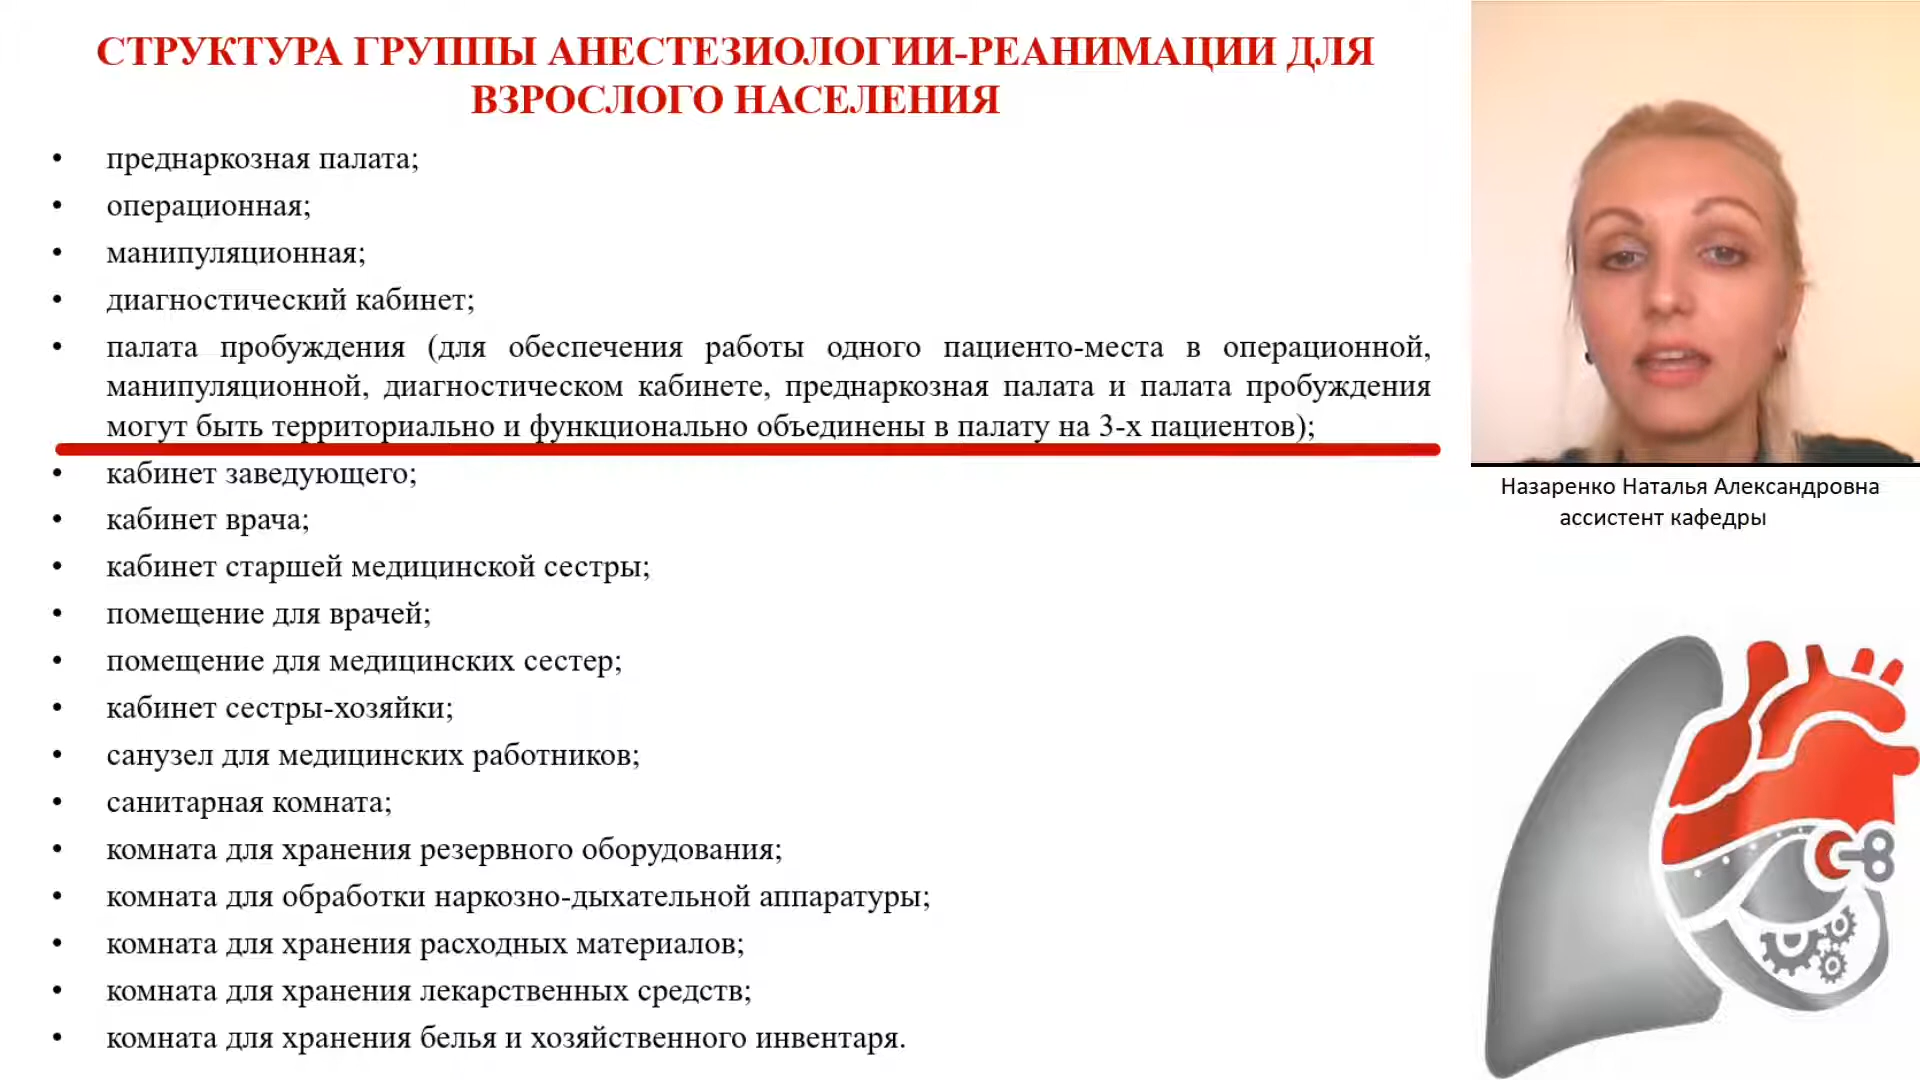 СТРУКТУРА ГРУППЫ АНЕСТЕЗИОЛОГИИ-РЕАНИМАЦИИ ДЛЯ
ВЗРОСЛОГО НАСЕЛЕНИЯ
• преднаркозная палата;
• операционная;
• манипуляционная;
• диагностический кабинет;
• палата пробуждения (для обеспечения работы одного пациенто-места в операционной,
манипуляционной, диагностическом кабинете, преднаркозная палата и палата пробуждения
могут быть территориально и функционально объединены в палату на 3-х пациентов);
• кабинет заведующего;
• кабинет врача;
• кабинет старшей медицинской сестры;
• помещение для врачей;
• помещение для медицинских сестер;
• кабинет сестры-хозяйки;
• санузел для медицинских работников;
• санитарная комната;
• комната для хранения резервного оборудования;
• комната для обработки наркозно-дыхательной аппаратуры;
• комната для хранения расходных материалов;
• комната для хранения лекарственных средств;
• комната для хранения белья и хозяйственного инвентаря.
Назаренко Наталья Александровна
ассистент кафедры